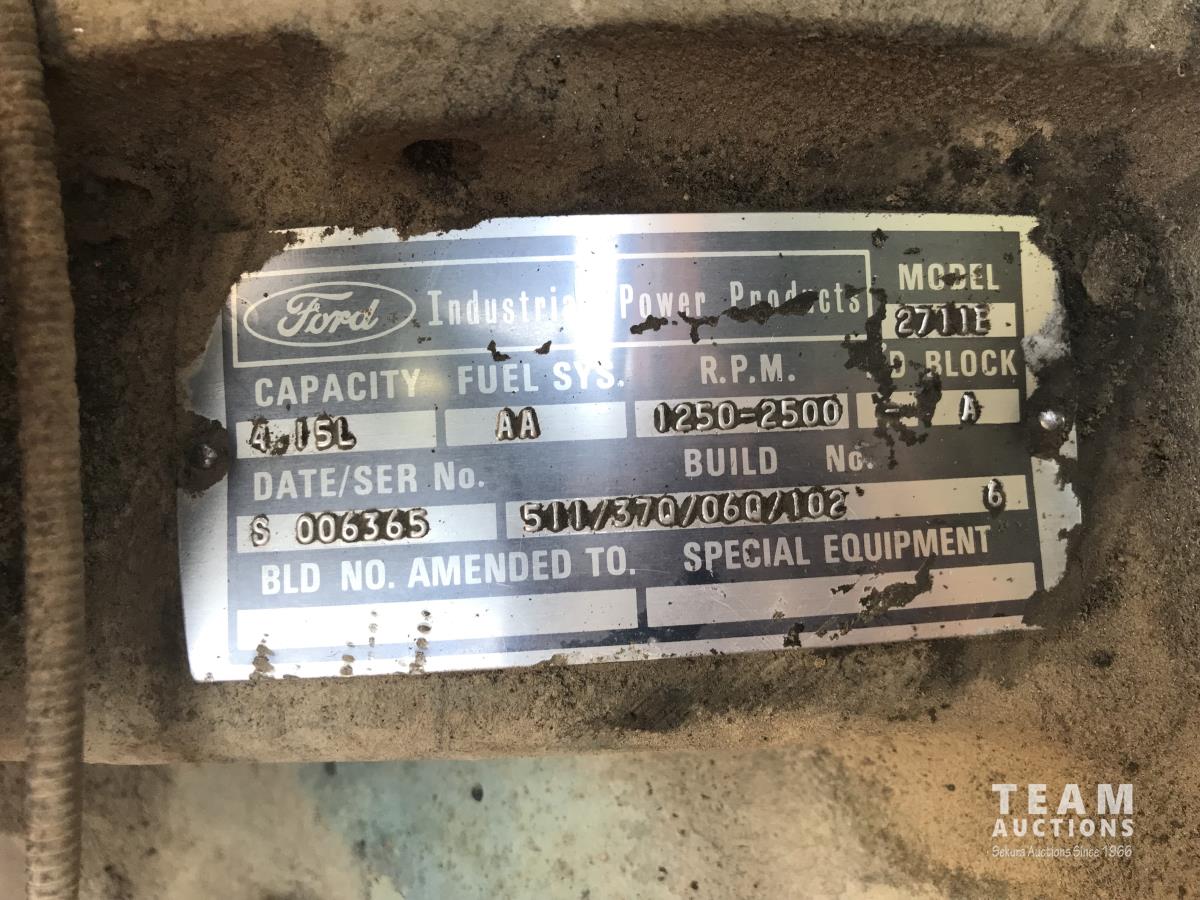 Ford Industrial Power Products
MODEL
2711E
CAPACITY FUEL SYS. R.P.M. D BLOCK
4.15L AA 1250-2500 - A
DATE/SER No. BUILD No.
S 006365 511/37Q/06Q/102 6
BLD NO. AMENDED TO. SPECIAL EQUIPMENT
TEAM
AUCTIONS
Sekura Auctions Since 1966